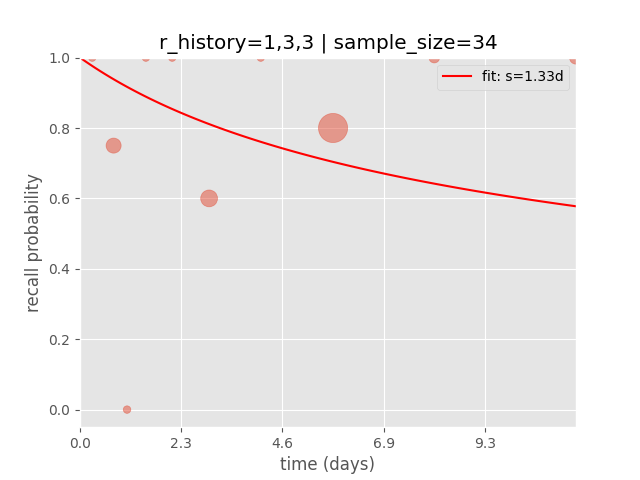 r_history=1,3,3 | sample_size=34
fit: s=1.33d
1.0
0.8
0.6
0.4
0.2
0.0
recall probability
0.0 2.3 4.6 6.9 9.3
time (days)